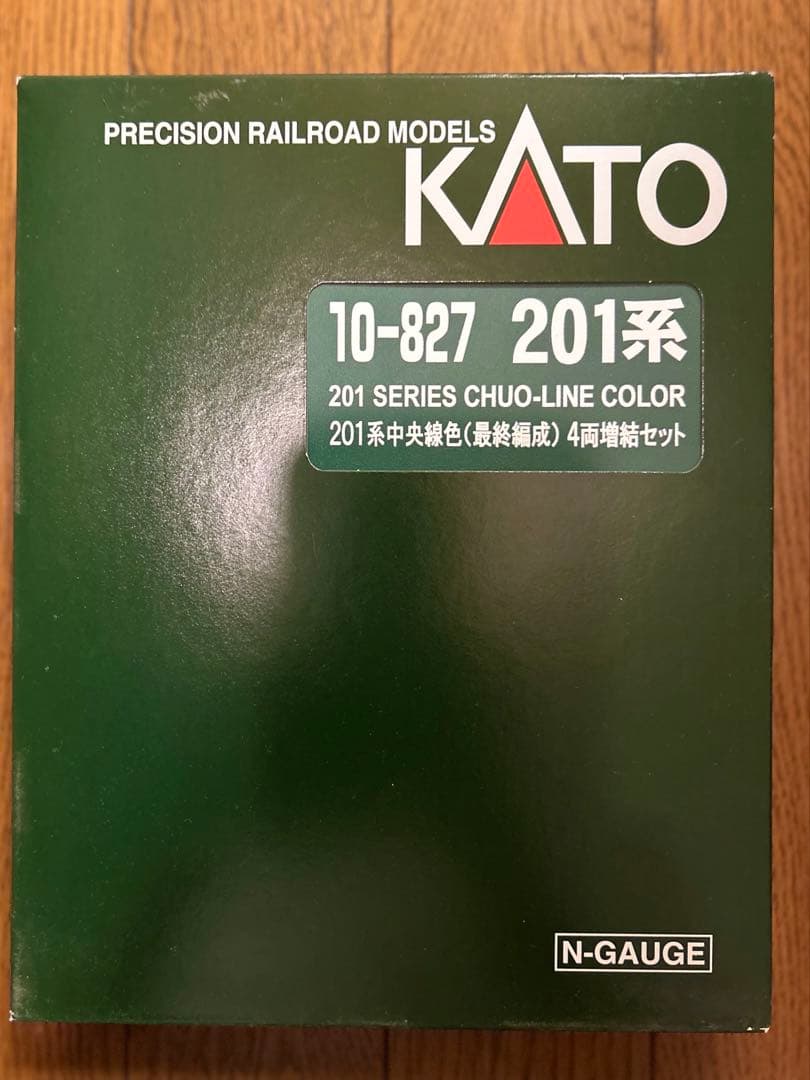 PRECISION RAILROAD MODELS
KATO
10-827 201系
201 SERIES CHUO-LINE COLOR
201系中央線色(最終編成) 4両増結セット
N-GAUGE